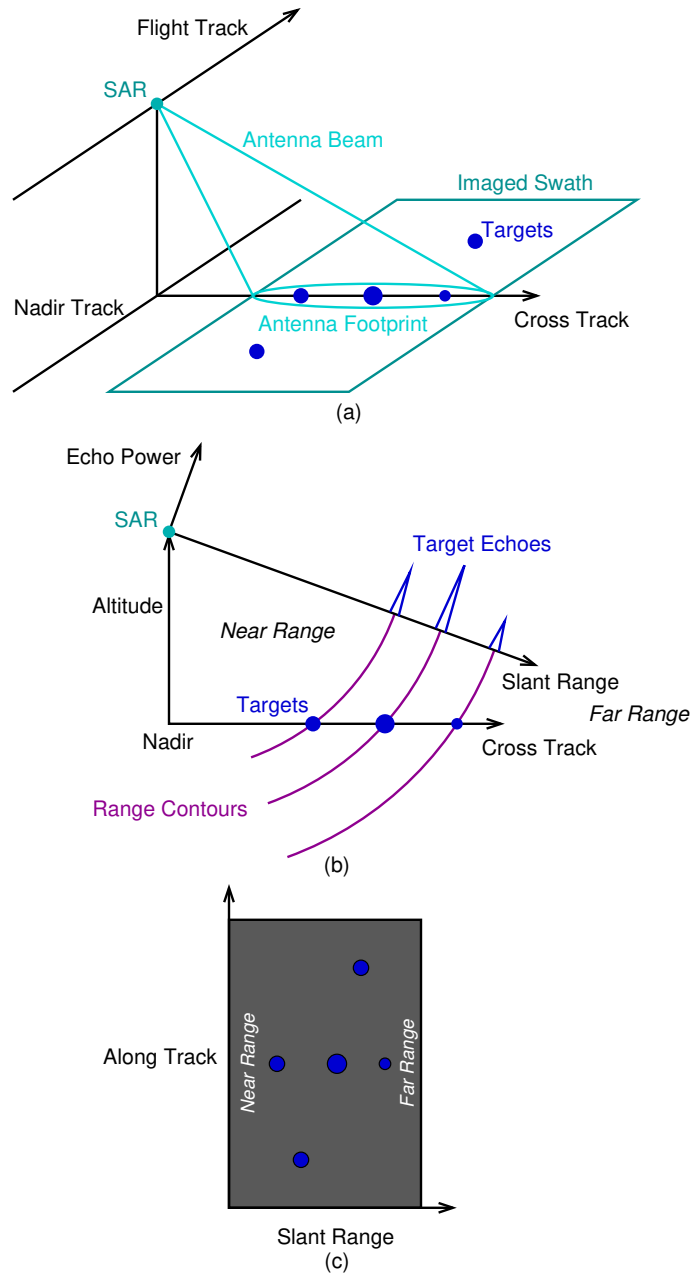 Flight Track
SAR
Antenna Beam
Imaged Swath
Targets
Nadir Track
Antenna Footprint
Cross Track
(a)
Echo Power
SAR
Target Echoes
Altitude
Near Range
Slant Range
Targets
Far Range
Nadir
Cross Track
Range Contours
(b)
Along Track
Near Range
Far Range
Slant Range
(c)